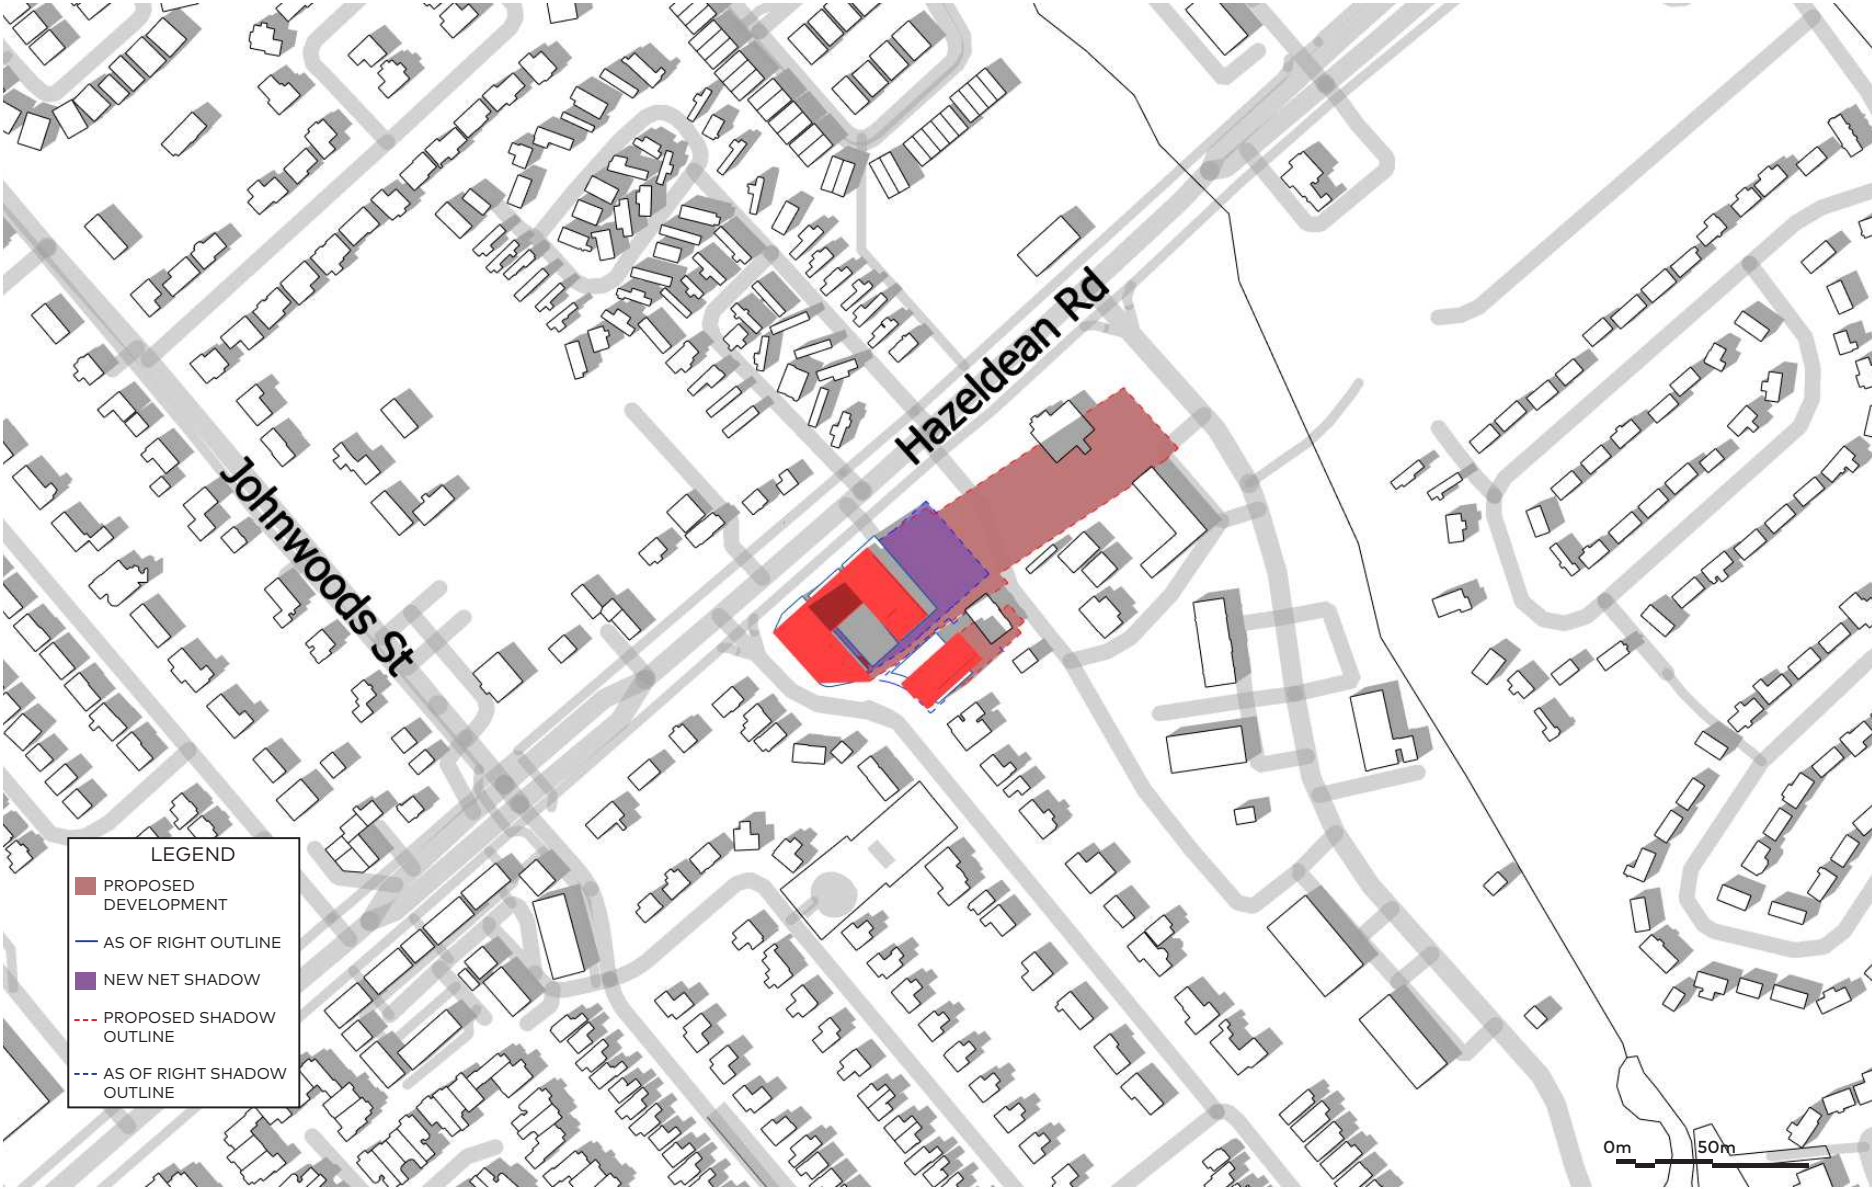 Hazeldean Rd
Johnwoods St
LEGEND
PROPOSED
DEVELOPMENT
AS OF RIGHT OUTLINE
NEW NET SHADOW
PROPOSED SHADOW
OUTLINE
AS OF RIGHT SHADOW
OUTLINE
0m 50m